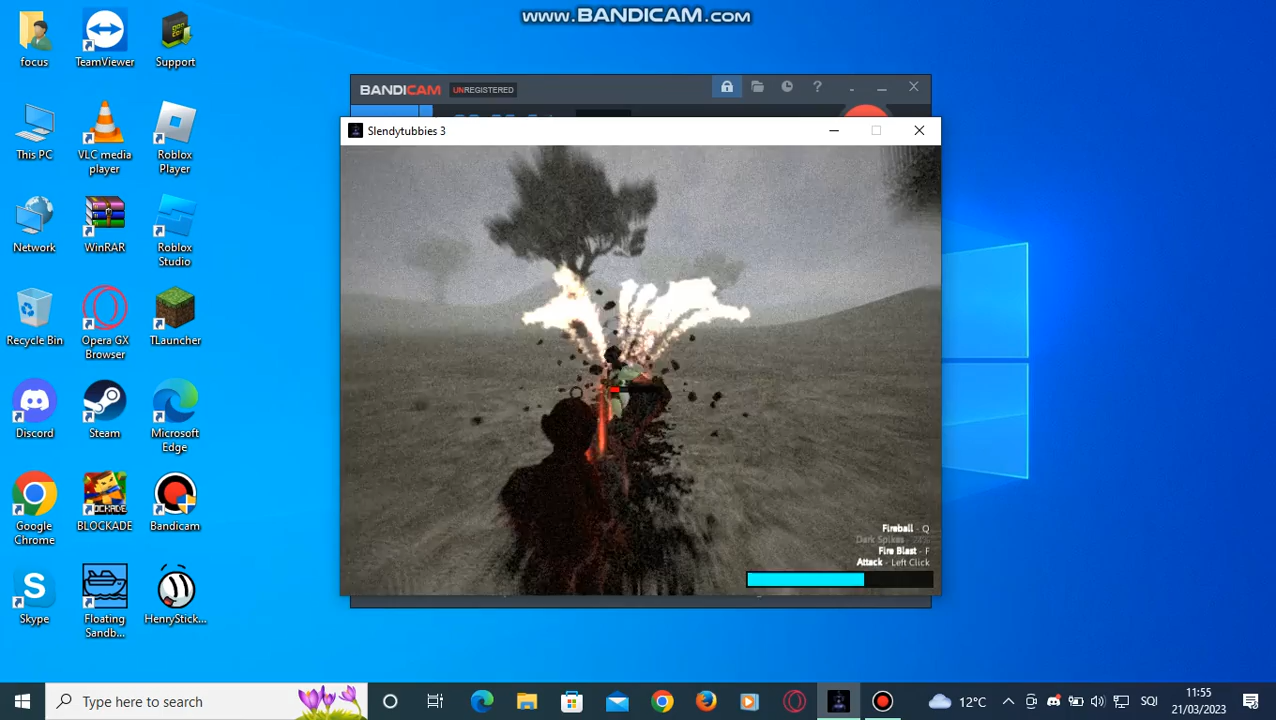 www.BANDICAM.com
focus
TeamViewer
Support
BANDICAM UNREGISTERED
Slendytubbies 3
This PC
VLC media player
Roblox Player
Network
WinRAR
Roblox Studio
Recycle Bin
Opera GX Browser
TLauncher
Discord
Steam
Microsoft Edge
Google Chrome
BLOCKADE
Bandicam
Fireball - Q
Dark Spikes
Fire Blast - F
Attack - Left Click
Skype
Floating Sandb...
HenryStick...
Type here to search
12°C
SQI
11:55
21/03/2023